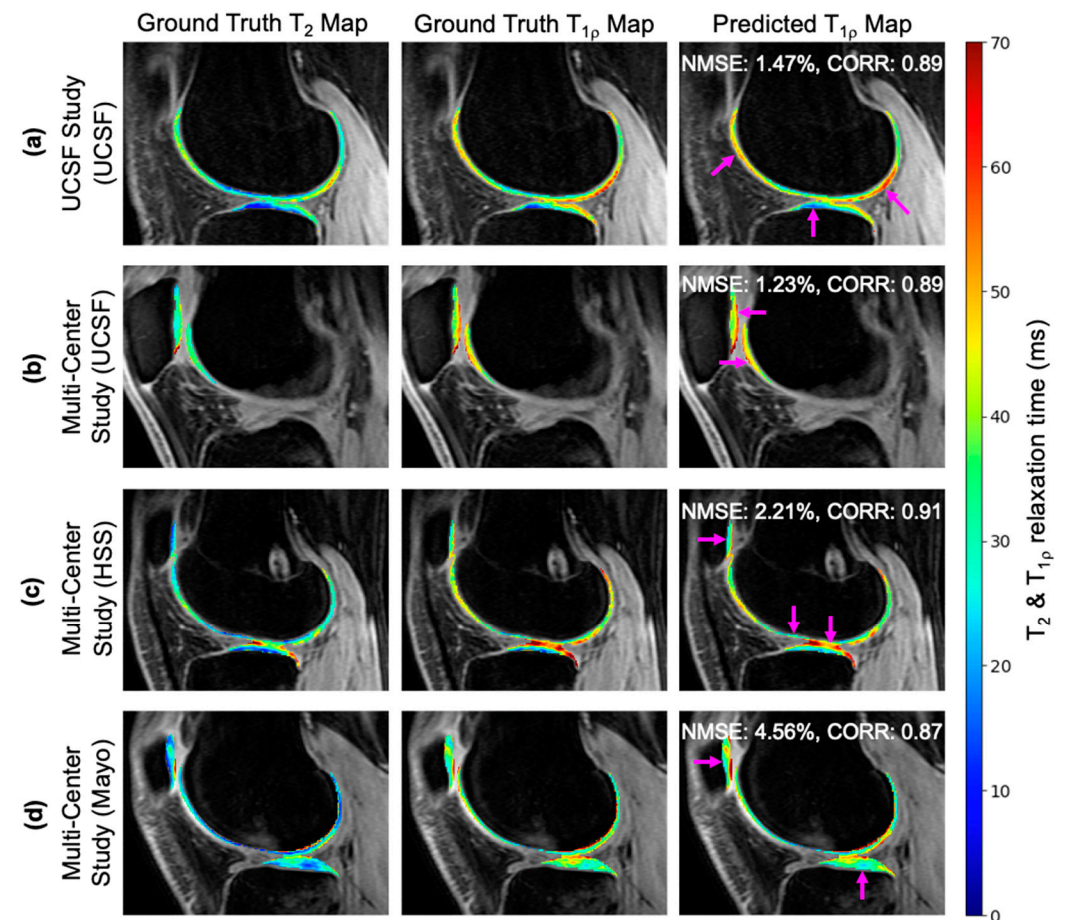 Ground Truth T₂ Map
Ground Truth T₁ρ Map
Predicted T₁ρ Map
(a)
UCSF Study
(UCSF)
NMSE: 1.47%, CORR: 0.89
(b)
Multi-Center
Study (UCSF)
NMSE: 1.23%, CORR: 0.89
(c)
Multi-Center
Study (HSS)
NMSE: 2.21%, CORR: 0.91
(d)
Multi-Center
Study (Mayo)
NMSE: 4.56%, CORR: 0.87
70
60
50
40
30
20
10
0
T₂ & T₁ρ relaxation time (ms)